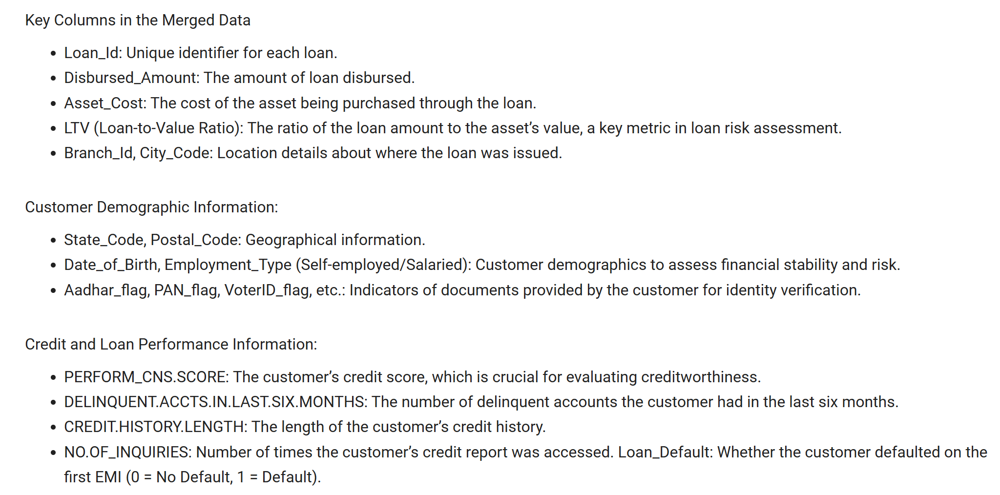 Key Columns in the Merged Data
• Loan_Id: Unique identifier for each loan.
• Disbursed_Amount: The amount of loan disbursed.
• Asset_Cost: The cost of the asset being purchased through the loan.
• LTV (Loan-to-Value Ratio): The ratio of the loan amount to the asset’s value, a key metric in loan risk assessment.
• Branch_Id, City_Code: Location details about where the loan was issued.
Customer Demographic Information:
• State_Code, Postal_Code: Geographical information.
• Date_of_Birth, Employment_Type (Self-employed/Salaried): Customer demographics to assess financial stability and risk.
• Aadhar_flag, PAN_flag, VoterID_flag, etc.: Indicators of documents provided by the customer for identity verification.
Credit and Loan Performance Information:
• PERFORM_CNS.SCORE: The customer’s credit score, which is crucial for evaluating creditworthiness.
• DELINQUENT.ACCTS.IN.LAST.SIX.MONTHS: The number of delinquent accounts the customer had in the last six months.
• CREDIT.HISTORY.LENGTH: The length of the customer’s credit history.
• NO.OF_INQUIRIES: Number of times the customer’s credit report was accessed. Loan_Default: Whether the customer defaulted on the
first EMI (0 = No Default, 1 = Default).